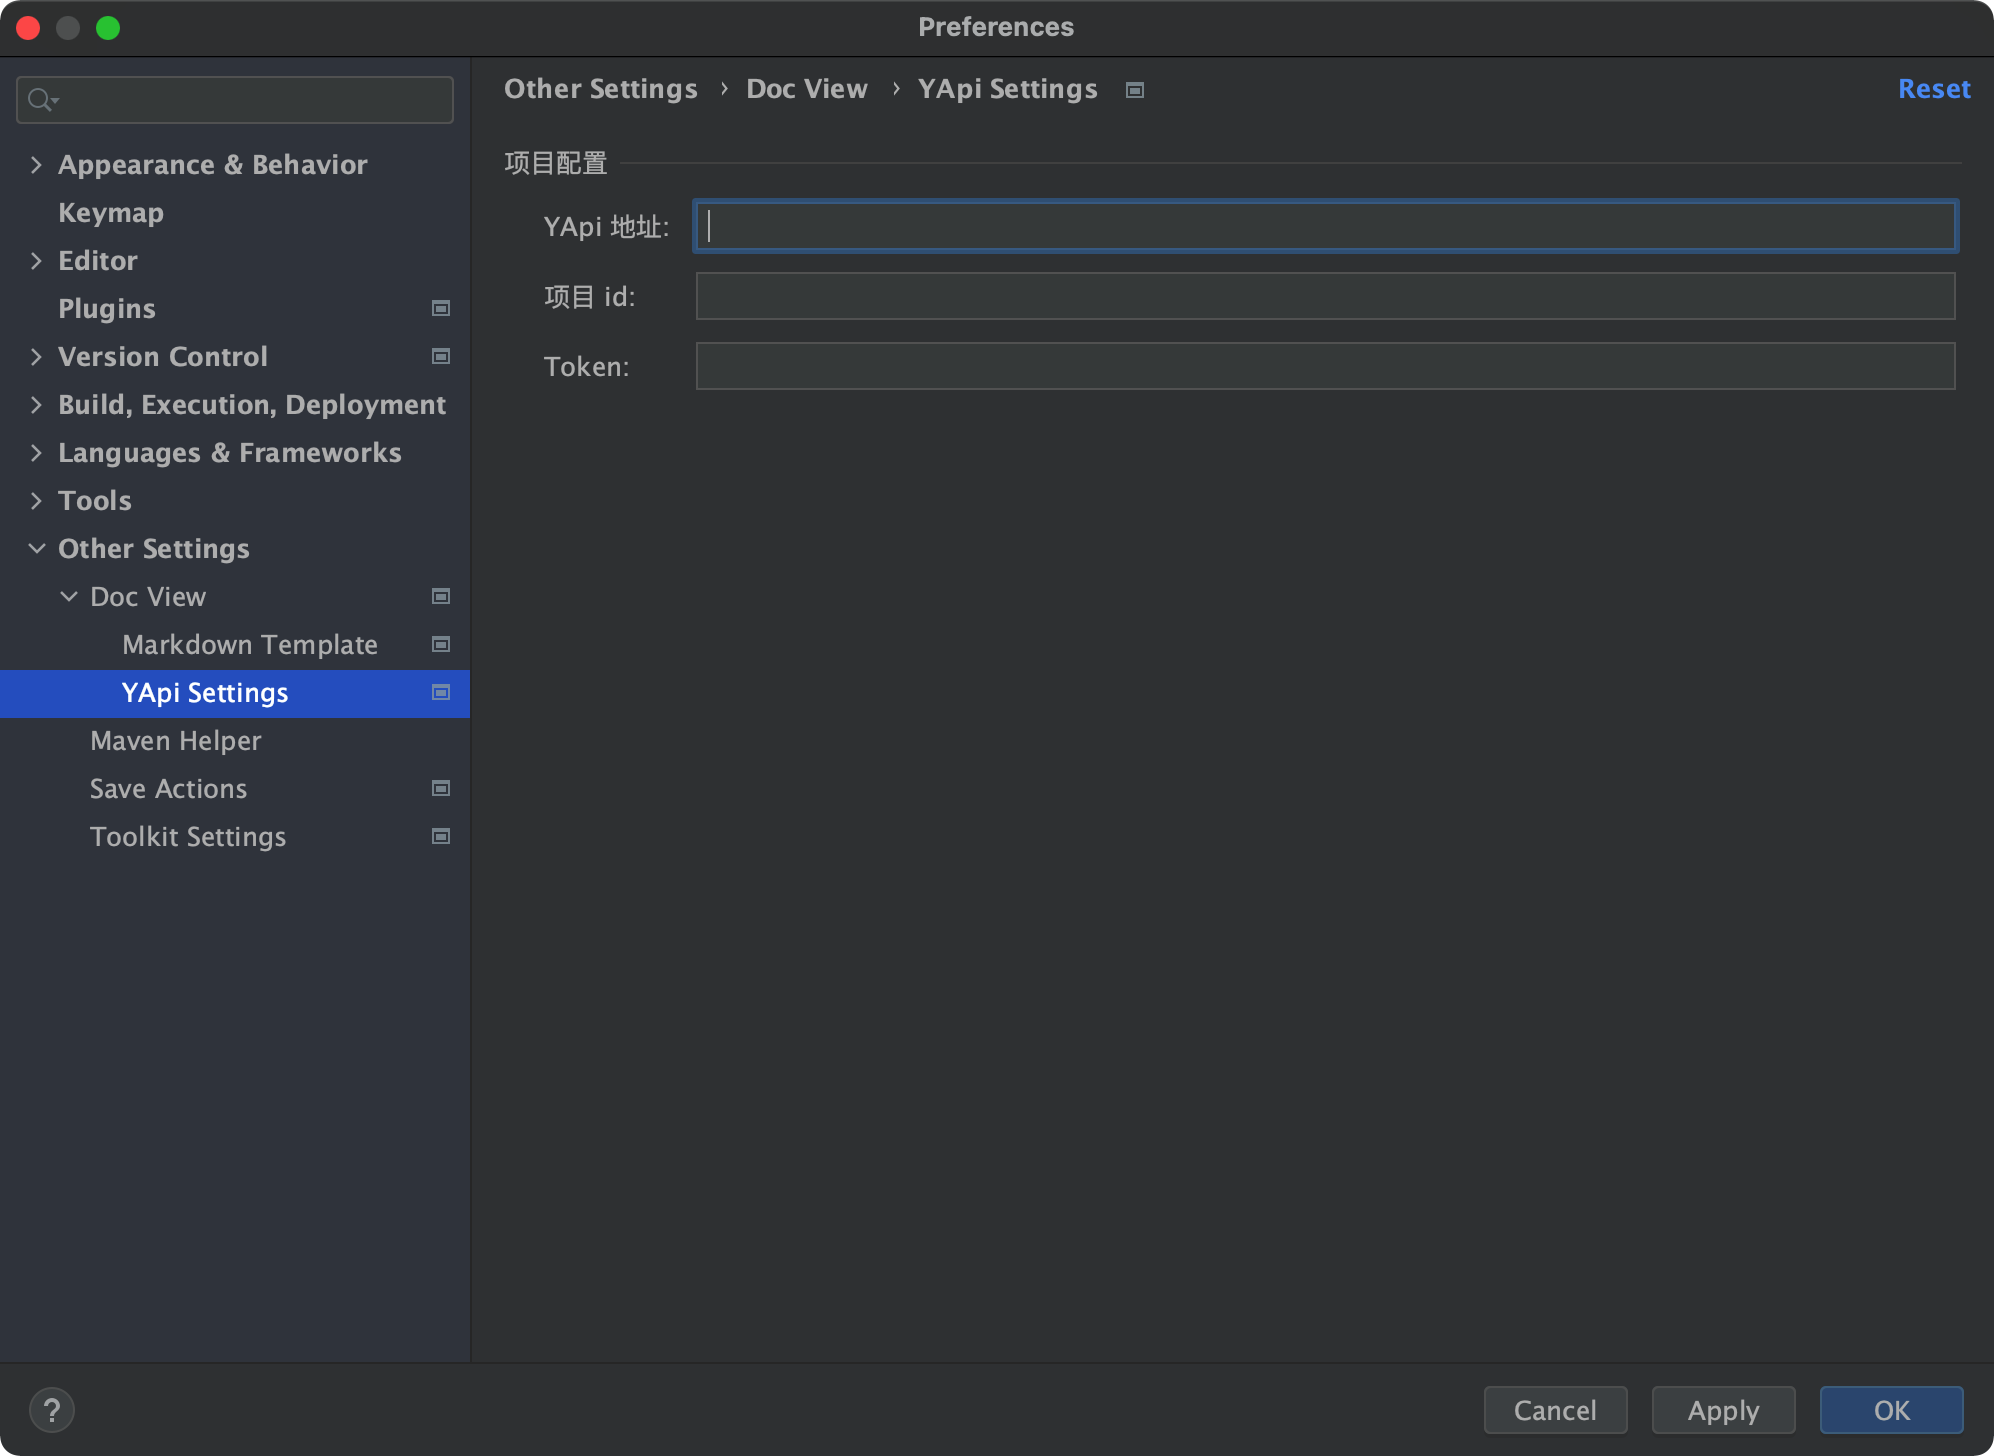 Preferences
Other Settings › Doc View › YApi Settings
Reset
Appearance & Behavior
Keymap
Editor
Plugins
Version Control
Build, Execution, Deployment
Languages & Frameworks
Tools
Other Settings
Doc View
Markdown Template
YApi Settings
Maven Helper
Save Actions
Toolkit Settings
项目配置
YApi 地址:
项目 id:
Token:
?
Cancel
Apply
OK